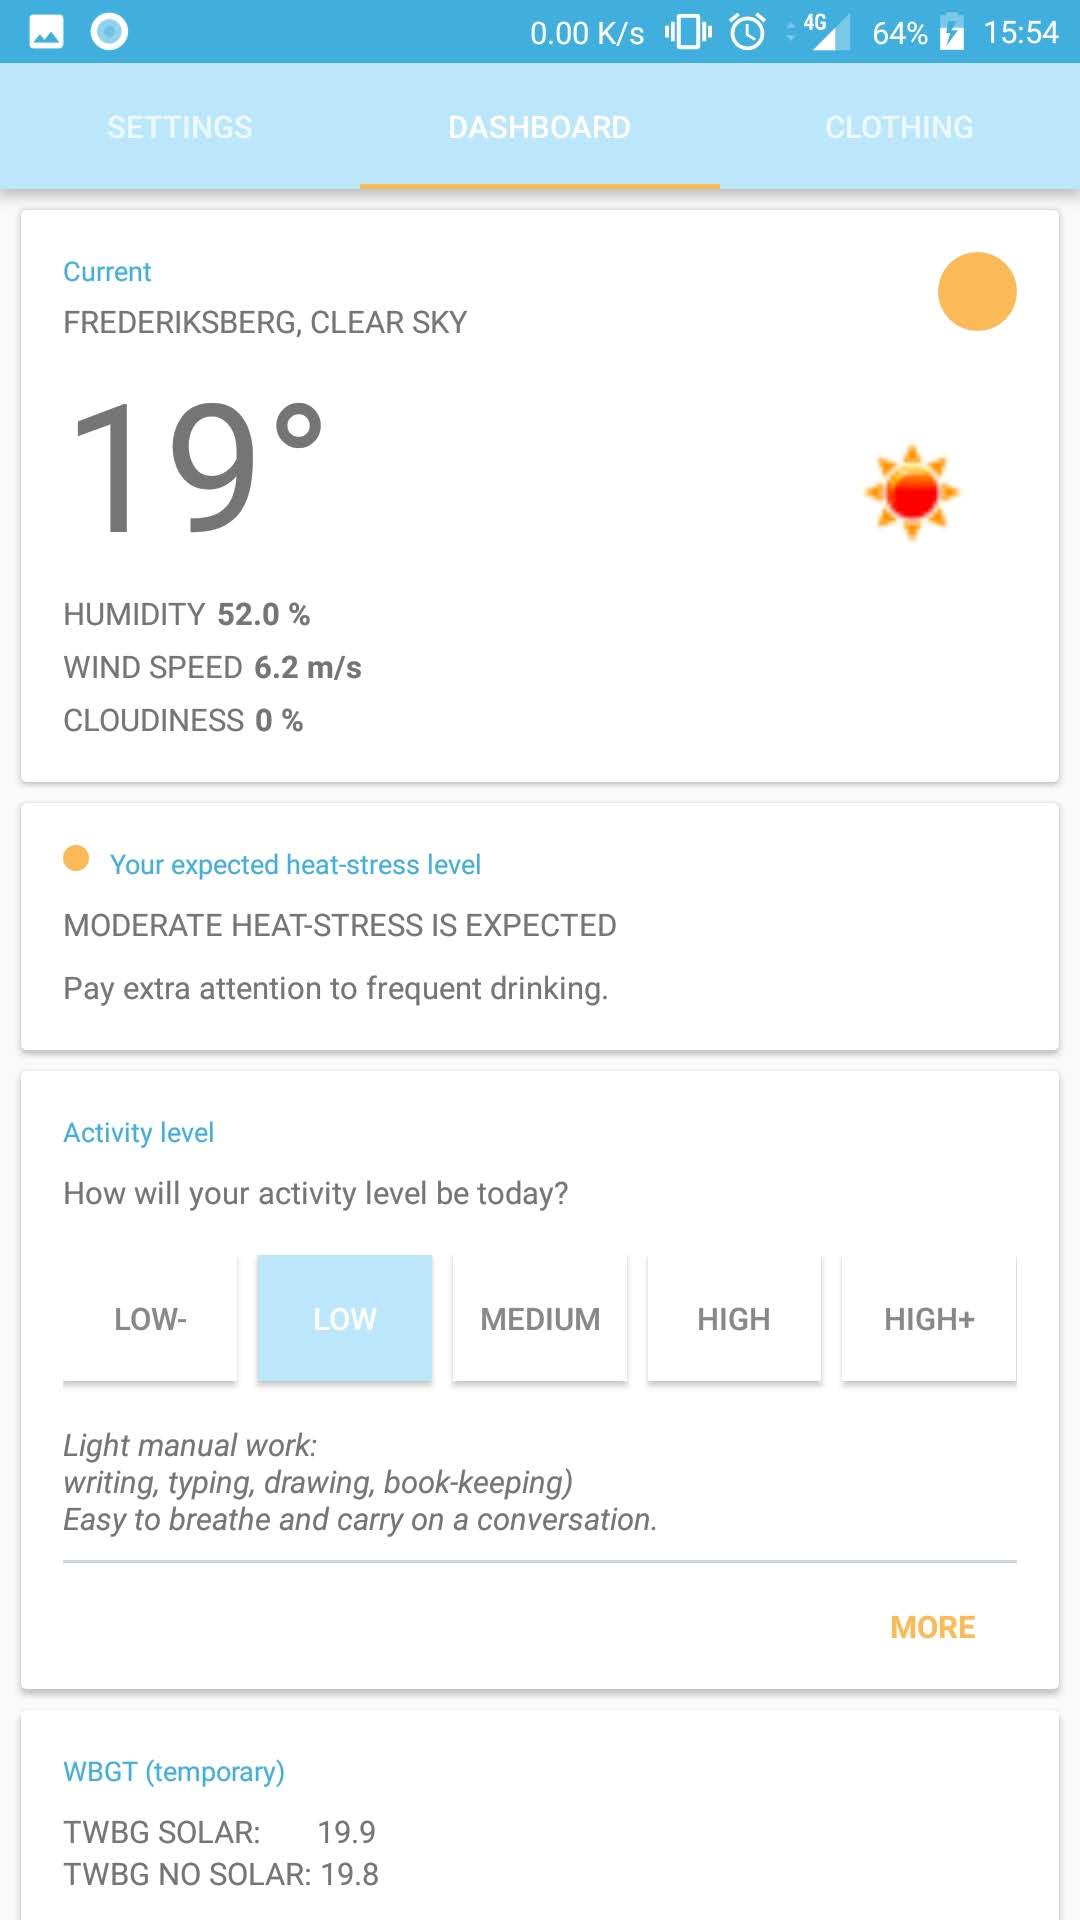 0.00 K/s 4G 64% 15:54
SETTINGS DASHBOARD CLOTHING
Current
FREDERIKSBERG, CLEAR SKY
19°
HUMIDITY 52.0 %
WIND SPEED 6.2 m/s
CLOUDINESS 0 %
Your expected heat-stress level
MODERATE HEAT-STRESS IS EXPECTED
Pay extra attention to frequent drinking.
Activity level
How will your activity level be today?
LOW- LOW MEDIUM HIGH HIGH+
Light manual work:
writing, typing, drawing, book-keeping)
Easy to breathe and carry on a conversation.
MORE
WBGT (temporary)
TWBG SOLAR: 19.9
TWBG NO SOLAR: 19.8